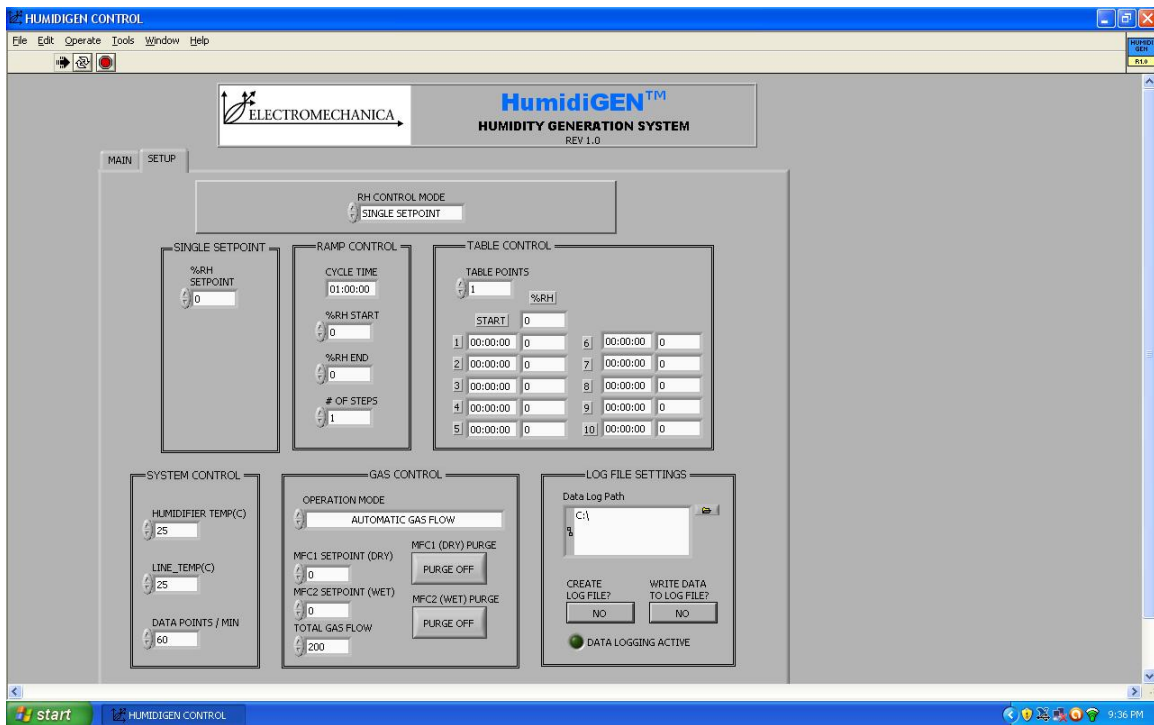 HUMIDIGEN CONTROL
File Edit Operate Tools Window Help
HUMIDI
GEN
R1.0
ELECTROMECHANICA
HumidiGEN™
HUMIDITY GENERATION SYSTEM
REV 1.0
MAIN SETUP
RH CONTROL MODE
SINGLE SETPOINT
SINGLE SETPOINT
%RH
SETPOINT
0
RAMP CONTROL
CYCLE TIME
01:00:00
%RH START
0
%RH END
0
# OF STEPS
1
TABLE CONTROL
TABLE POINTS
1
%RH
START 0
1 00:00:00 0 6 00:00:00 0
2 00:00:00 0 7 00:00:00 0
3 00:00:00 0 8 00:00:00 0
4 00:00:00 0 9 00:00:00 0
5 00:00:00 0 10 00:00:00 0
SYSTEM CONTROL
HUMIDIFIER TEMP(C)
25
LINE_TEMP(C)
25
DATA POINTS / MIN
60
GAS CONTROL
OPERATION MODE
AUTOMATIC GAS FLOW
MFC1 SETPOINT (DRY)
0
MFC2 SETPOINT (WET)
0
TOTAL GAS FLOW
200
MFC1 (DRY) PURGE
PURGE OFF
MFC2 (WET) PURGE
PURGE OFF
LOG FILE SETTINGS
Data Log Path
C:\
CREATE
LOG FILE?
NO
WRITE DATA
TO LOG FILE?
NO
DATA LOGGING ACTIVE
start HUMIDIGEN CONTROL 9:36 PM